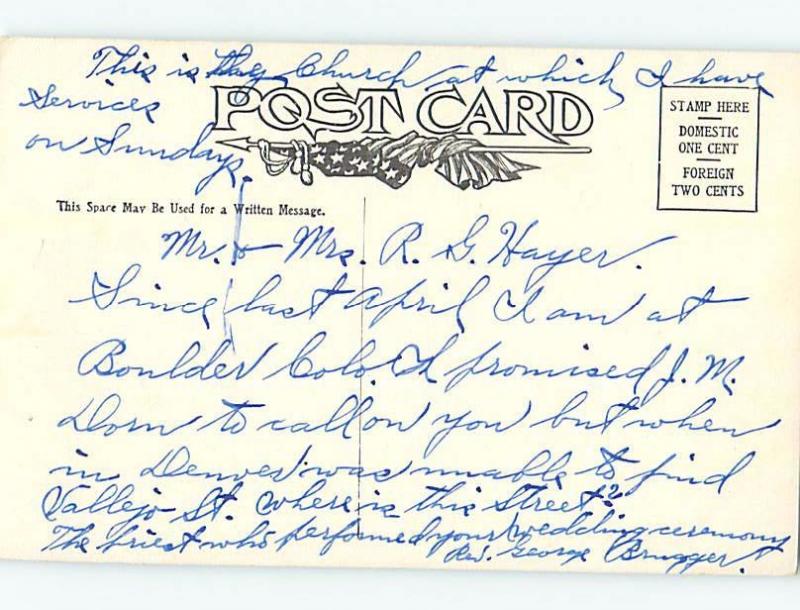 This is the Church at which I have
Services
on Sundays.
POST CARD
STAMP HERE
DOMESTIC
ONE CENT
FOREIGN
TWO CENTS
This Space May Be Used for a Written Message.
Mr. & Mrs. R. G. Hayer.
Since last April I am at
Boulder Colo. I promised J. M.
Dorn to call on you but when
in Denver was unable to find
Vallejo St. Where is this Street?
The priest who performed your wedding ceremony
Rev. George Brugger.